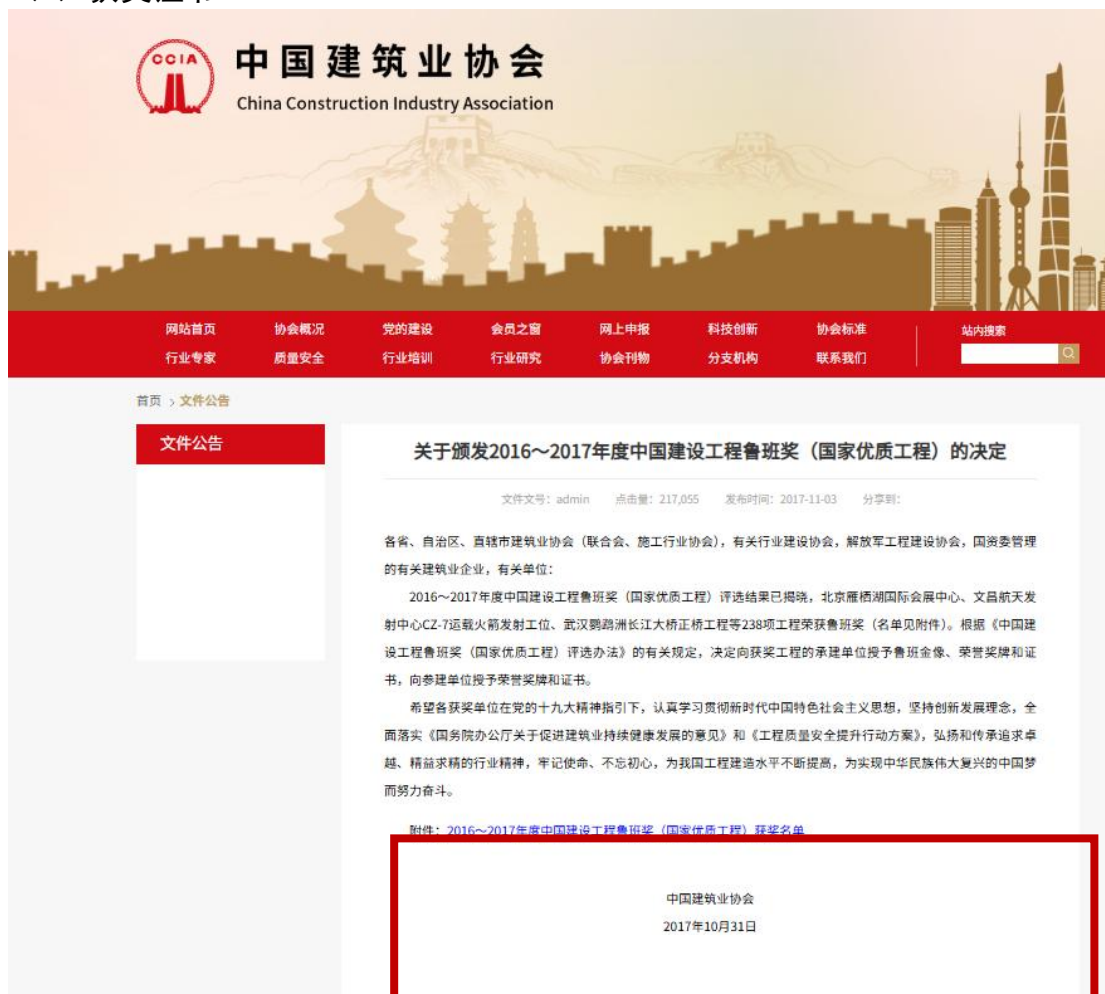 CCIA
中国建筑业协会
China Construction Industry Association
网站首页 协会概况 党的建设 会员之窗 网上申报 科技创新 协会标准 站内搜索
行业专家 质量安全 行业培训 行业研究 协会刊物 分支机构 联系我们
首页 > 文件公告
文件公告
关于颁发2016～2017年度中国建设工程鲁班奖（国家优质工程）的决定
文件文号：admin 点击量：217,055 发布时间：2017-11-03 分享到：
各省、自治区、直辖市建筑业协会（联合会、施工行业协会），有关行业建设协会，解放军工程建设协会，国资委管理
的有关建筑业企业，有关单位：
2016～2017年度中国建设工程鲁班奖（国家优质工程）评选结果已揭晓，北京雁栖湖国际会展中心、文昌航天发
射中心CZ-7运载火箭发射工位、武汉鹦鹉洲长江大桥正桥工程等238项工程荣获鲁班奖（名单见附件）。根据《中国建
设工程鲁班奖（国家优质工程）评选办法》的有关规定，决定向获奖工程的承建单位授予鲁班金像、荣誉奖牌和证
书，向参建单位授予荣誉奖牌和证书。
希望各获奖单位在党的十九大精神指引下，认真学习贯彻新时代中国特色社会主义思想，坚持创新发展理念，全
面落实《国务院办公厅关于促进建筑业持续健康发展的意见》和《工程质量安全提升行动方案》，弘扬和传承追求卓
越、精益求精的行业精神，牢记使命、不忘初心，为我国工程建造水平不断提高，为实现中华民族伟大复兴的中国梦
而努力奋斗。
附件：2016～2017年度中国建设工程鲁班奖（国家优质工程）获奖名单
中国建筑业协会
2017年10月31日